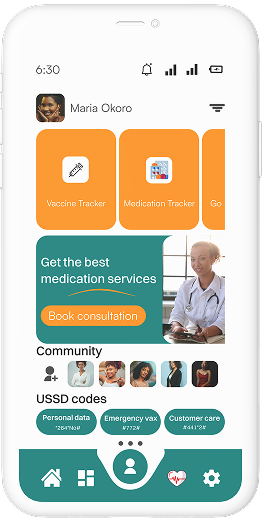 6:30
Maria Okoro
Vaccine Tracker
Medication Tracker
Go
Get the best
medication services
Book consultation
Community
USSD codes
Personal data
Emergency vax
Customer care
*264*No#
#772#
#441*2#